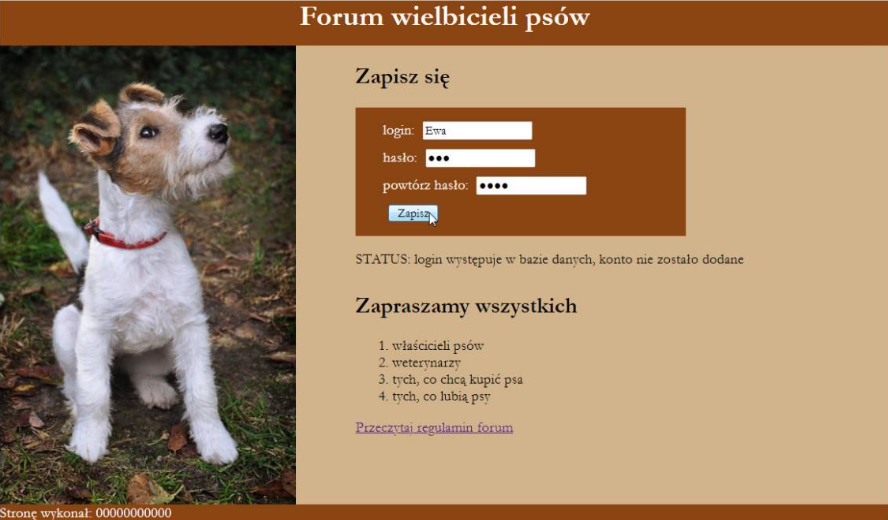 Forum wielbicieli psów
Zapisz się
login: Ewa
hasło: •••
powtórz hasło: ••••
Zapisz
STATUS: login występuje w bazie danych, konto nie zostało dodane
Zapraszamy wszystkich
1. właścicieli psów
2. weterynarzy
3. tych, co chcą kupić psa
4. tych, co lubią psy
Przeczytaj regulamin forum
Stronę wykonał: 00000000000